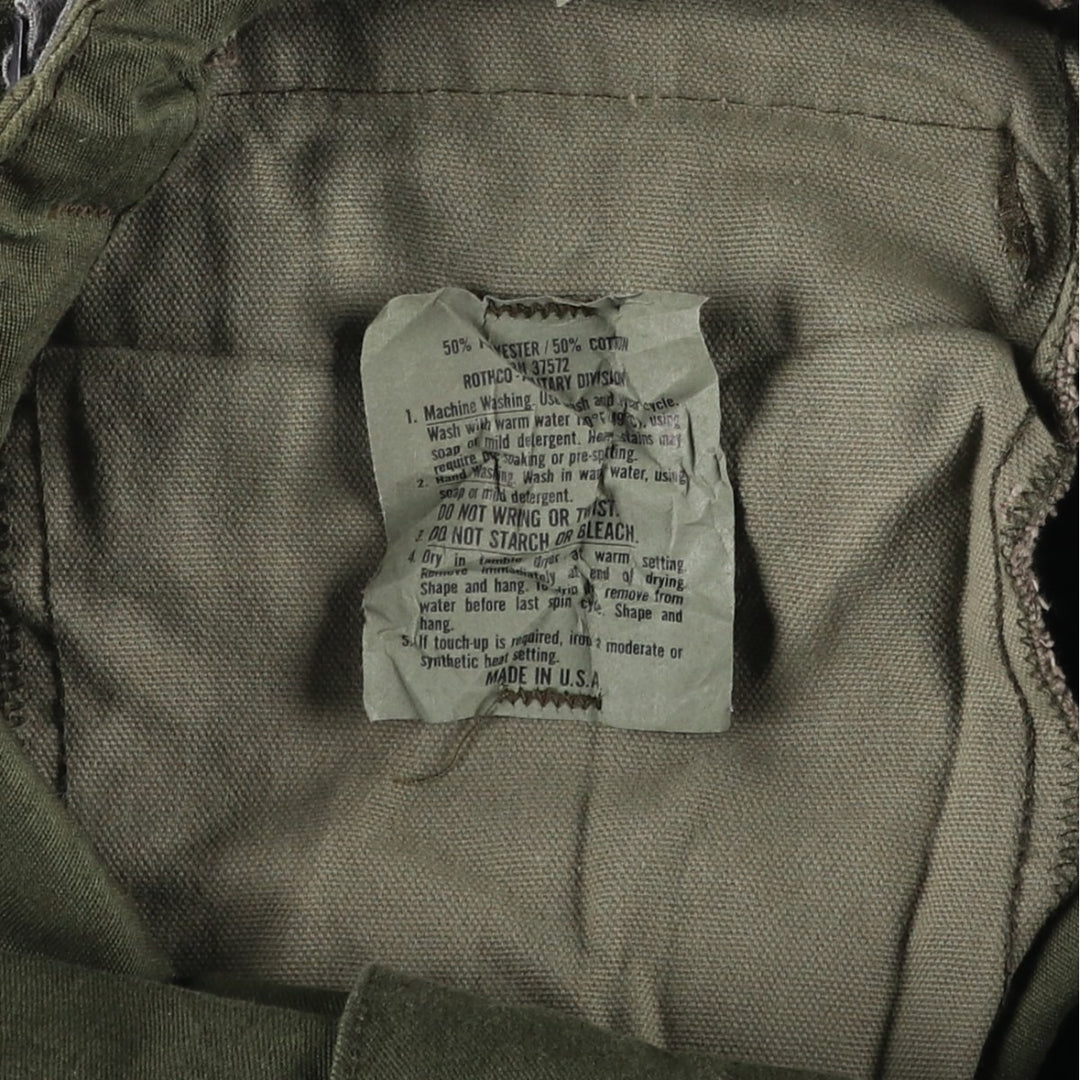 50% POLYESTER / 50% COTTON
RN 37572
ROTHCO-MILITARY DIVISION
1. Machine Washing. Use wash and cycle.
Wash with warm water using
soap or mild detergent. Heavy stains may
require pre-soaking or pre-spotting.
2. Hand Washing. Wash in warm water, using
soap or mild detergent.
DO NOT WRING OR TWIST.
3. DO NOT STARCH OR BLEACH.
4. Dry in tumble dryer at warm setting.
Remove immediately at end of drying.
Shape and hang. To drip remove from
water before last spin cycle. Shape and
hang.
5. If touch-up is required, iron moderate or
synthetic heat setting.
MADE IN U.S.A